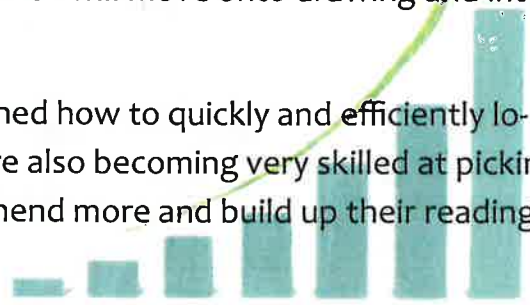 ned how to quickly and efficiently lo-
re also becoming very skilled at pickin
hend more and build up their reading